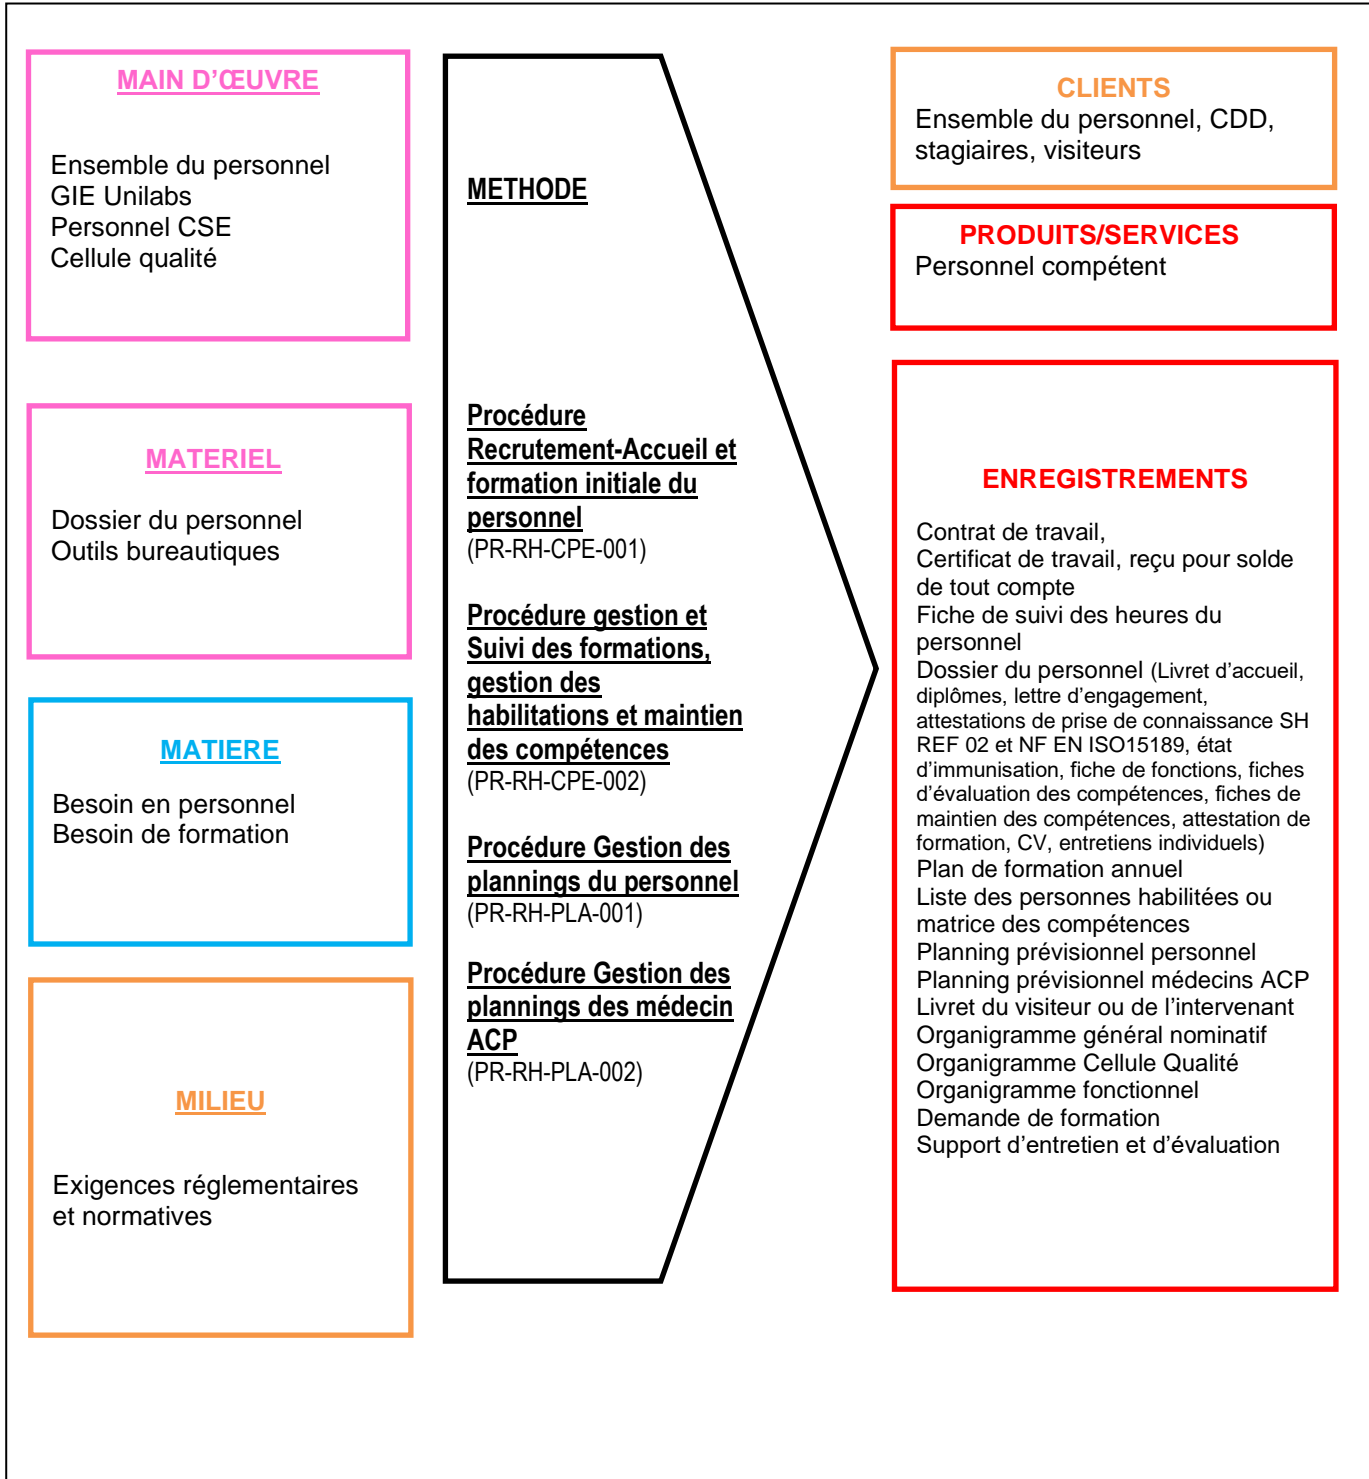 MAIN D'ŒUVRE
Ensemble du personnel
GIE Unilabs
Personnel CSE
Cellule qualité
MATERIEL
Dossier du personnel
Outils bureautiques
MATIERE
Besoin en personnel
Besoin de formation
MILIEU
Exigences réglementaires
et normatives
METHODE
Procédure
Recrutement-Accueil et
formation initiale du
personnel
(PR-RH-CPE-001)
Procédure gestion et
Suivi des formations,
gestion des
habilitations et maintien
des compétences
(PR-RH-CPE-002)
Procédure Gestion des
plannings du personnel
(PR-RH-PLA-001)
Procédure Gestion des
plannings des médecin
ACP
(PR-RH-PLA-002)
CLIENTS
Ensemble du personnel, CDD,
stagiaires, visiteurs
PRODUITS/SERVICES
Personnel compétent
ENREGISTREMENTS
Contrat de travail,
Certificat de travail, reçu pour solde
de tout compte
Fiche de suivi des heures du
personnel
Dossier du personnel (Livret d'accueil,
diplômes, lettre d'engagement,
attestations de prise de connaissance SH
REF 02 et NF EN ISO15189, état
d'immunisation, fiche de fonctions, fiches
d'évaluation des compétences, fiches de
maintien des compétences, attestation de
formation, CV, entretiens individuels)
Plan de formation annuel
Liste des personnes habilitées ou
matrice des compétences
Planning prévisionnel personnel
Planning prévisionnel médecins ACP
Livret du visiteur ou de l'intervenant
Organigramme général nominatif
Organigramme Cellule Qualité
Organigramme fonctionnel
Demande de formation
Support d'entretien et d'évaluation